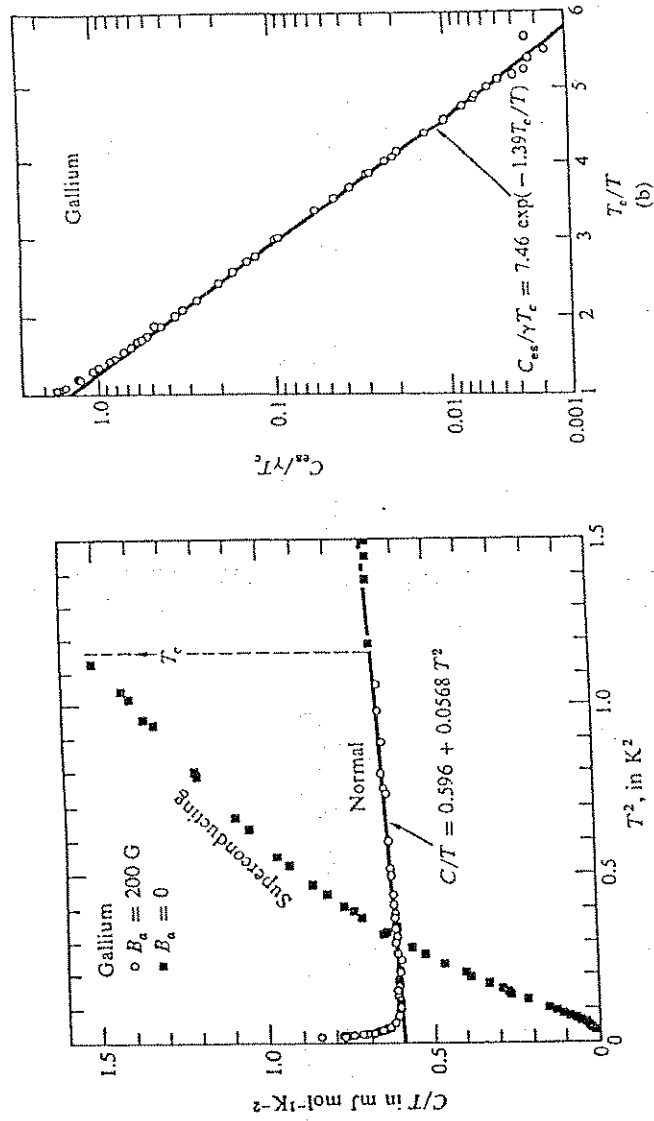 Gallium
B_a = 200 G
B_a = 0
Superconducting
T_c
Normal
C/T = 0.596 + 0.0568 T²
1.5
1.0
0.5
0
C/T in mJ mol⁻¹K⁻²
0.5
1.0
1.5
T², in K²
Gallium
1.0
0.1
0.01
0.001
C_es/γT_c
C_es/γT_c = 7.46 exp(−1.39T_c/T)
1
2
3
4
5
6
T_c/T
(b)